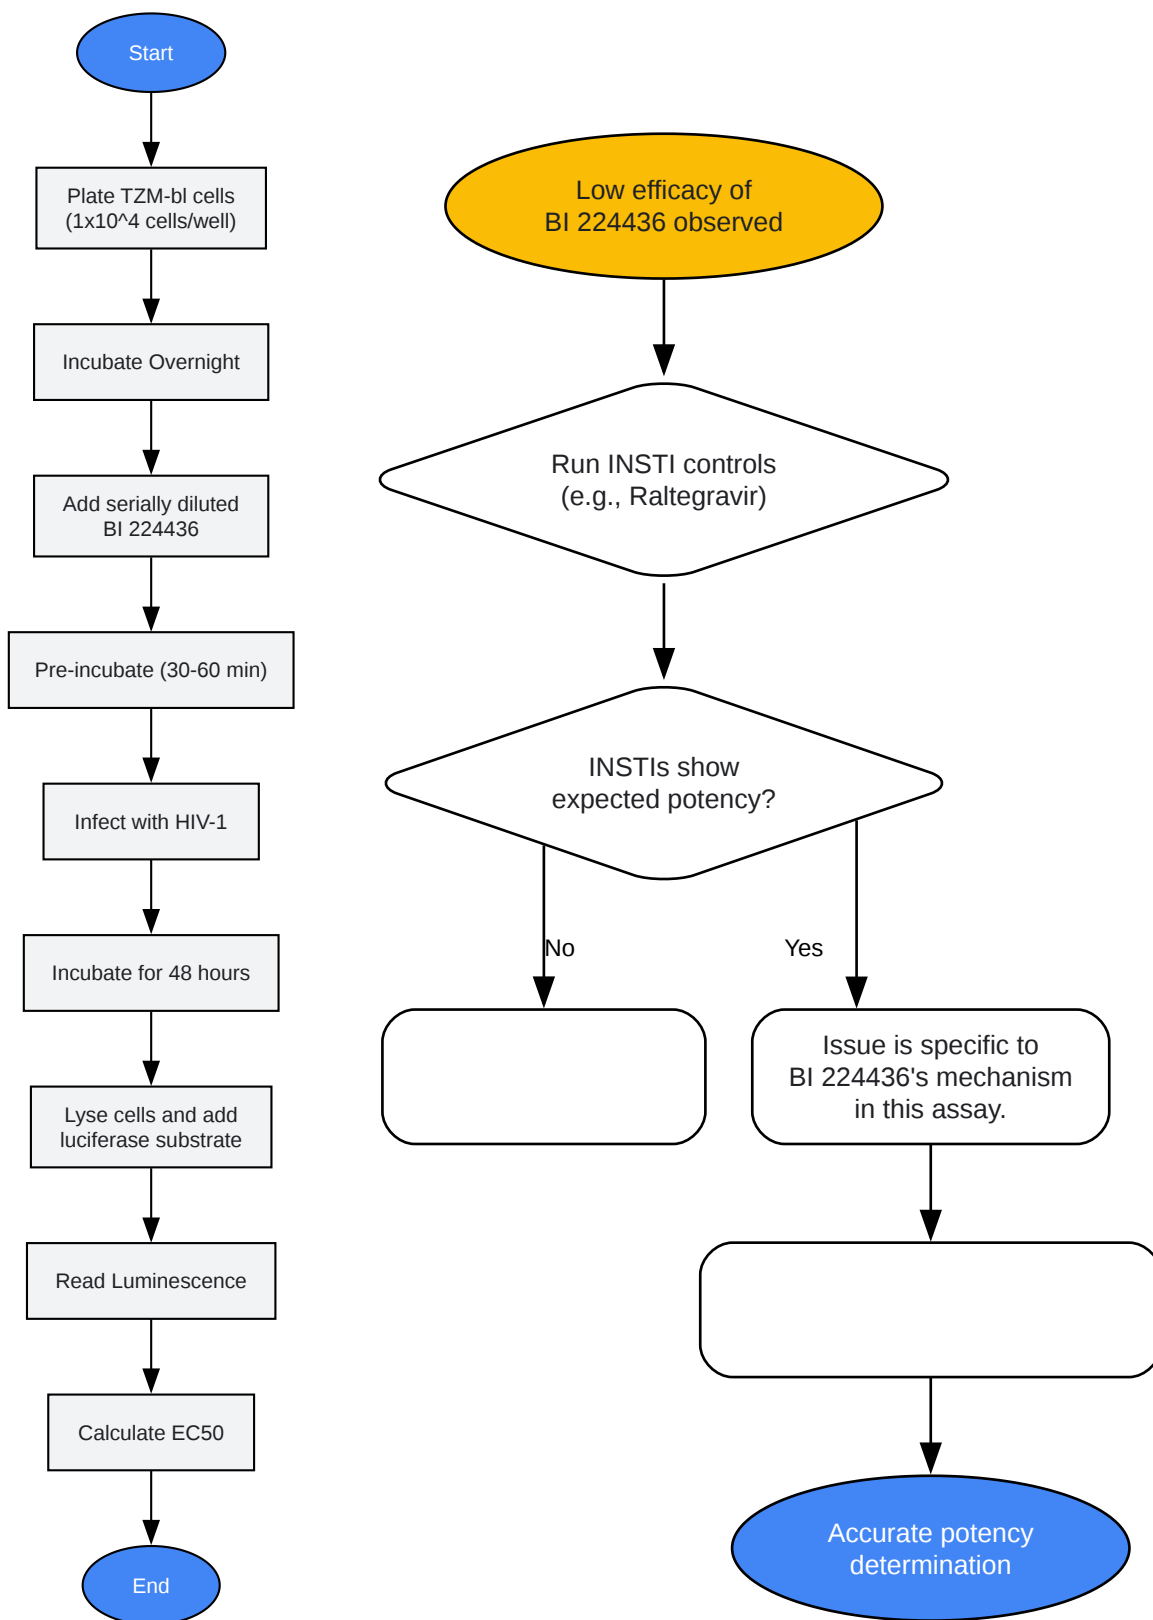 Start
Plate TZM-bl cells
(1x10^4 cells/well)
Incubate Overnight
Add serially diluted
BI 224436
Pre-incubate (30-60 min)
Infect with HIV-1
Incubate for 48 hours
Lyse cells and add
luciferase substrate
Read Luminescence
Calculate EC50
End
Low efficacy of
BI 224436 observed
Run INSTI controls
(e.g., Raltegravir)
INSTIs show
expected potency?
No
Yes
Issue is specific to
BI 224436's mechanism
in this assay.
Accurate potency
determination